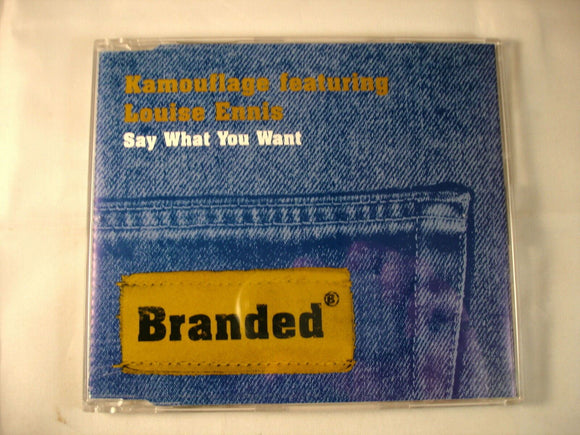 Kamouflage featuring
Louise Ennis
Say What You Want
Branded®